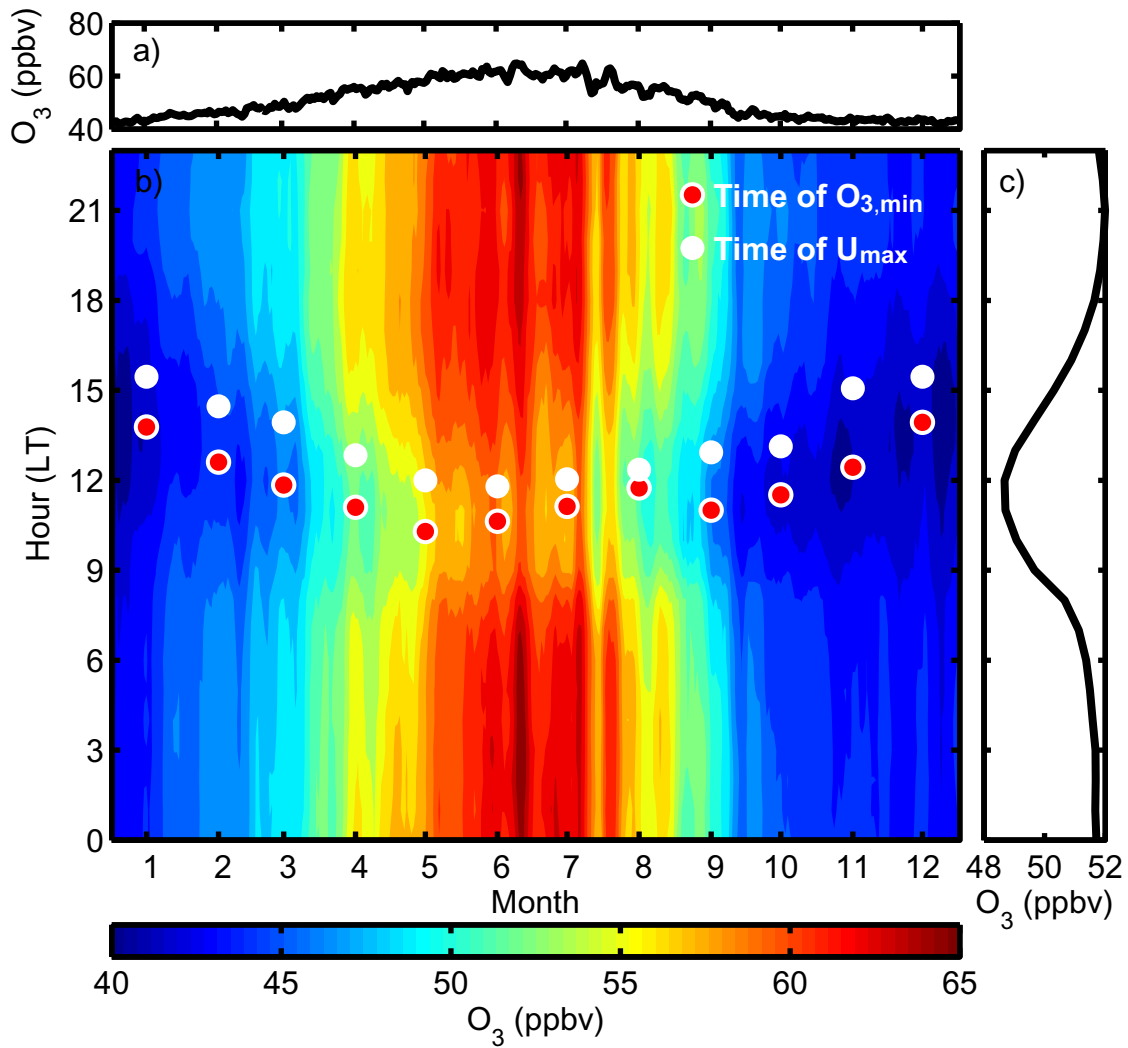 O3 (ppbv)
80
60
40
a)
b)
c)
Time of O3,min
Time of Umax
Hour (LT)
21
18
15
12
9
6
3
0
1 2 3 4 5 6 7 8 9 10 11 12
Month
48 50 52
O3 (ppbv)
40 45 50 55 60 65
O3 (ppbv)